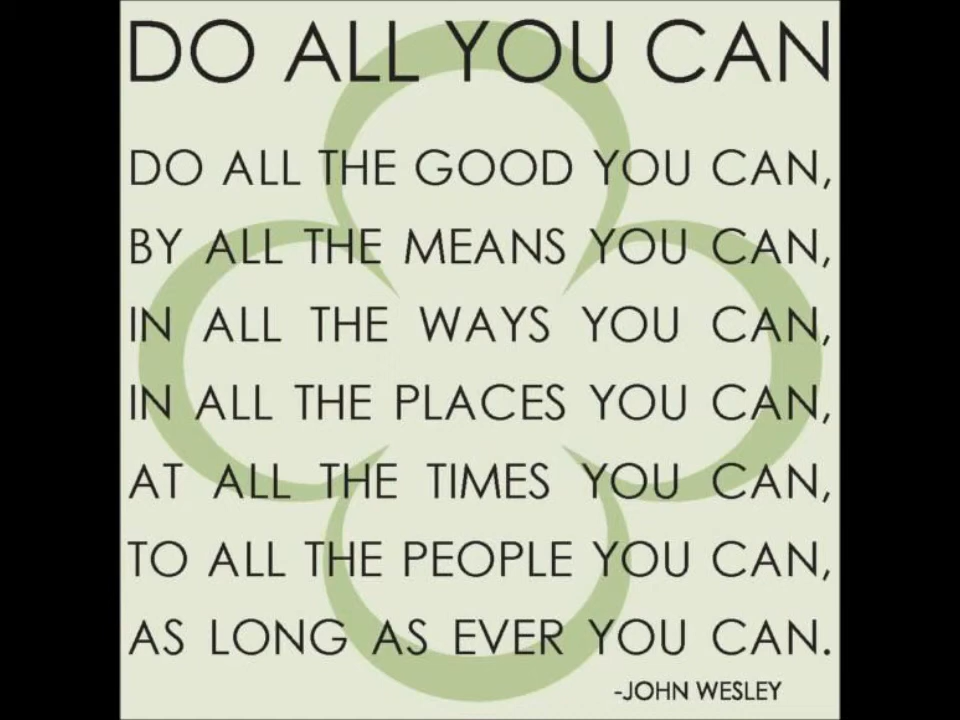 DO ALL YOU CAN
DO ALL THE GOOD YOU CAN,
BY ALL THE MEANS YOU CAN,
IN ALL THE WAYS YOU CAN,
IN ALL THE PLACES YOU CAN,
AT ALL THE TIMES YOU CAN,
TO ALL THE PEOPLE YOU CAN,
AS LONG AS EVER YOU CAN.
-JOHN WESLEY